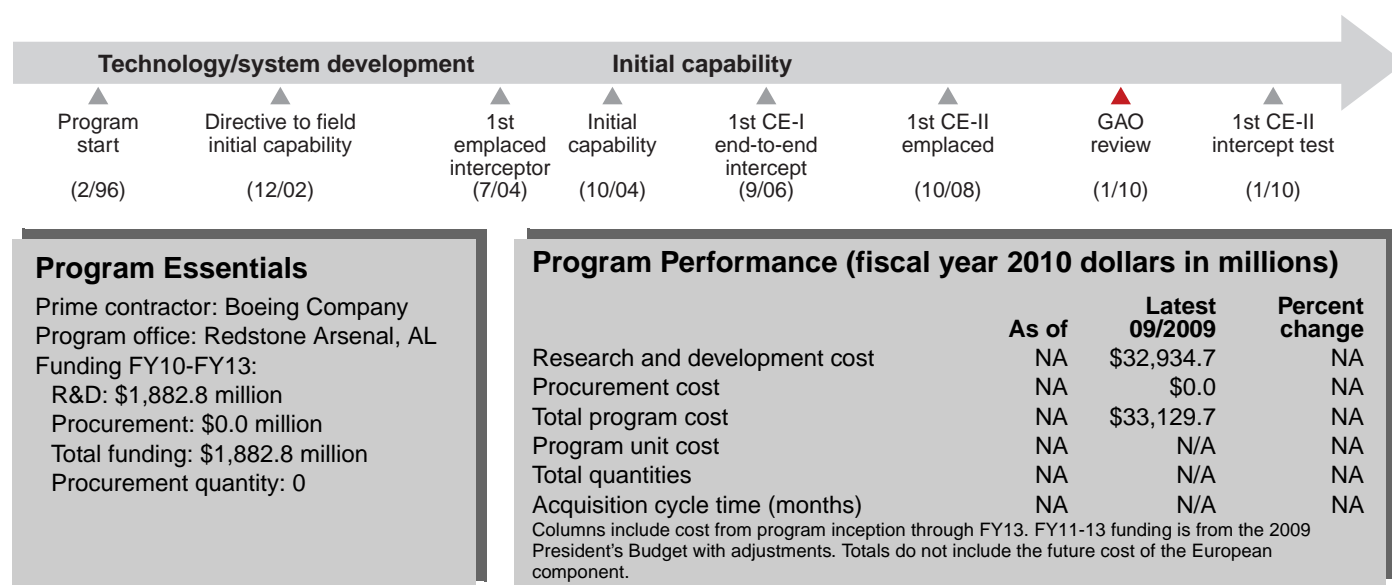 Technology/system development Initial capability
Program start (2/96)
Directive to field initial capability (12/02)
1st emplaced interceptor (7/04)
Initial capability (10/04)
1st CE-I end-to-end intercept (9/06)
1st CE-II emplaced (10/08)
GAO review (1/10)
1st CE-II intercept test (1/10)
Program Essentials
Prime contractor: Boeing Company
Program office: Redstone Arsenal, AL
Funding FY10-FY13:
R&D: $1,882.8 million
Procurement: $0.0 million
Total funding: $1,882.8 million
Procurement quantity: 0
Program Performance (fiscal year 2010 dollars in millions)
As of Latest 09/2009 Percent change
Research and development cost NA $32,934.7 NA
Procurement cost NA $0.0 NA
Total program cost NA $33,129.7 NA
Program unit cost NA N/A NA
Total quantities NA N/A NA
Acquisition cycle time (months) NA N/A NA
Columns include cost from program inception through FY13. FY11-13 funding is from the 2009
President's Budget with adjustments. Totals do not include the future cost of the European
component.